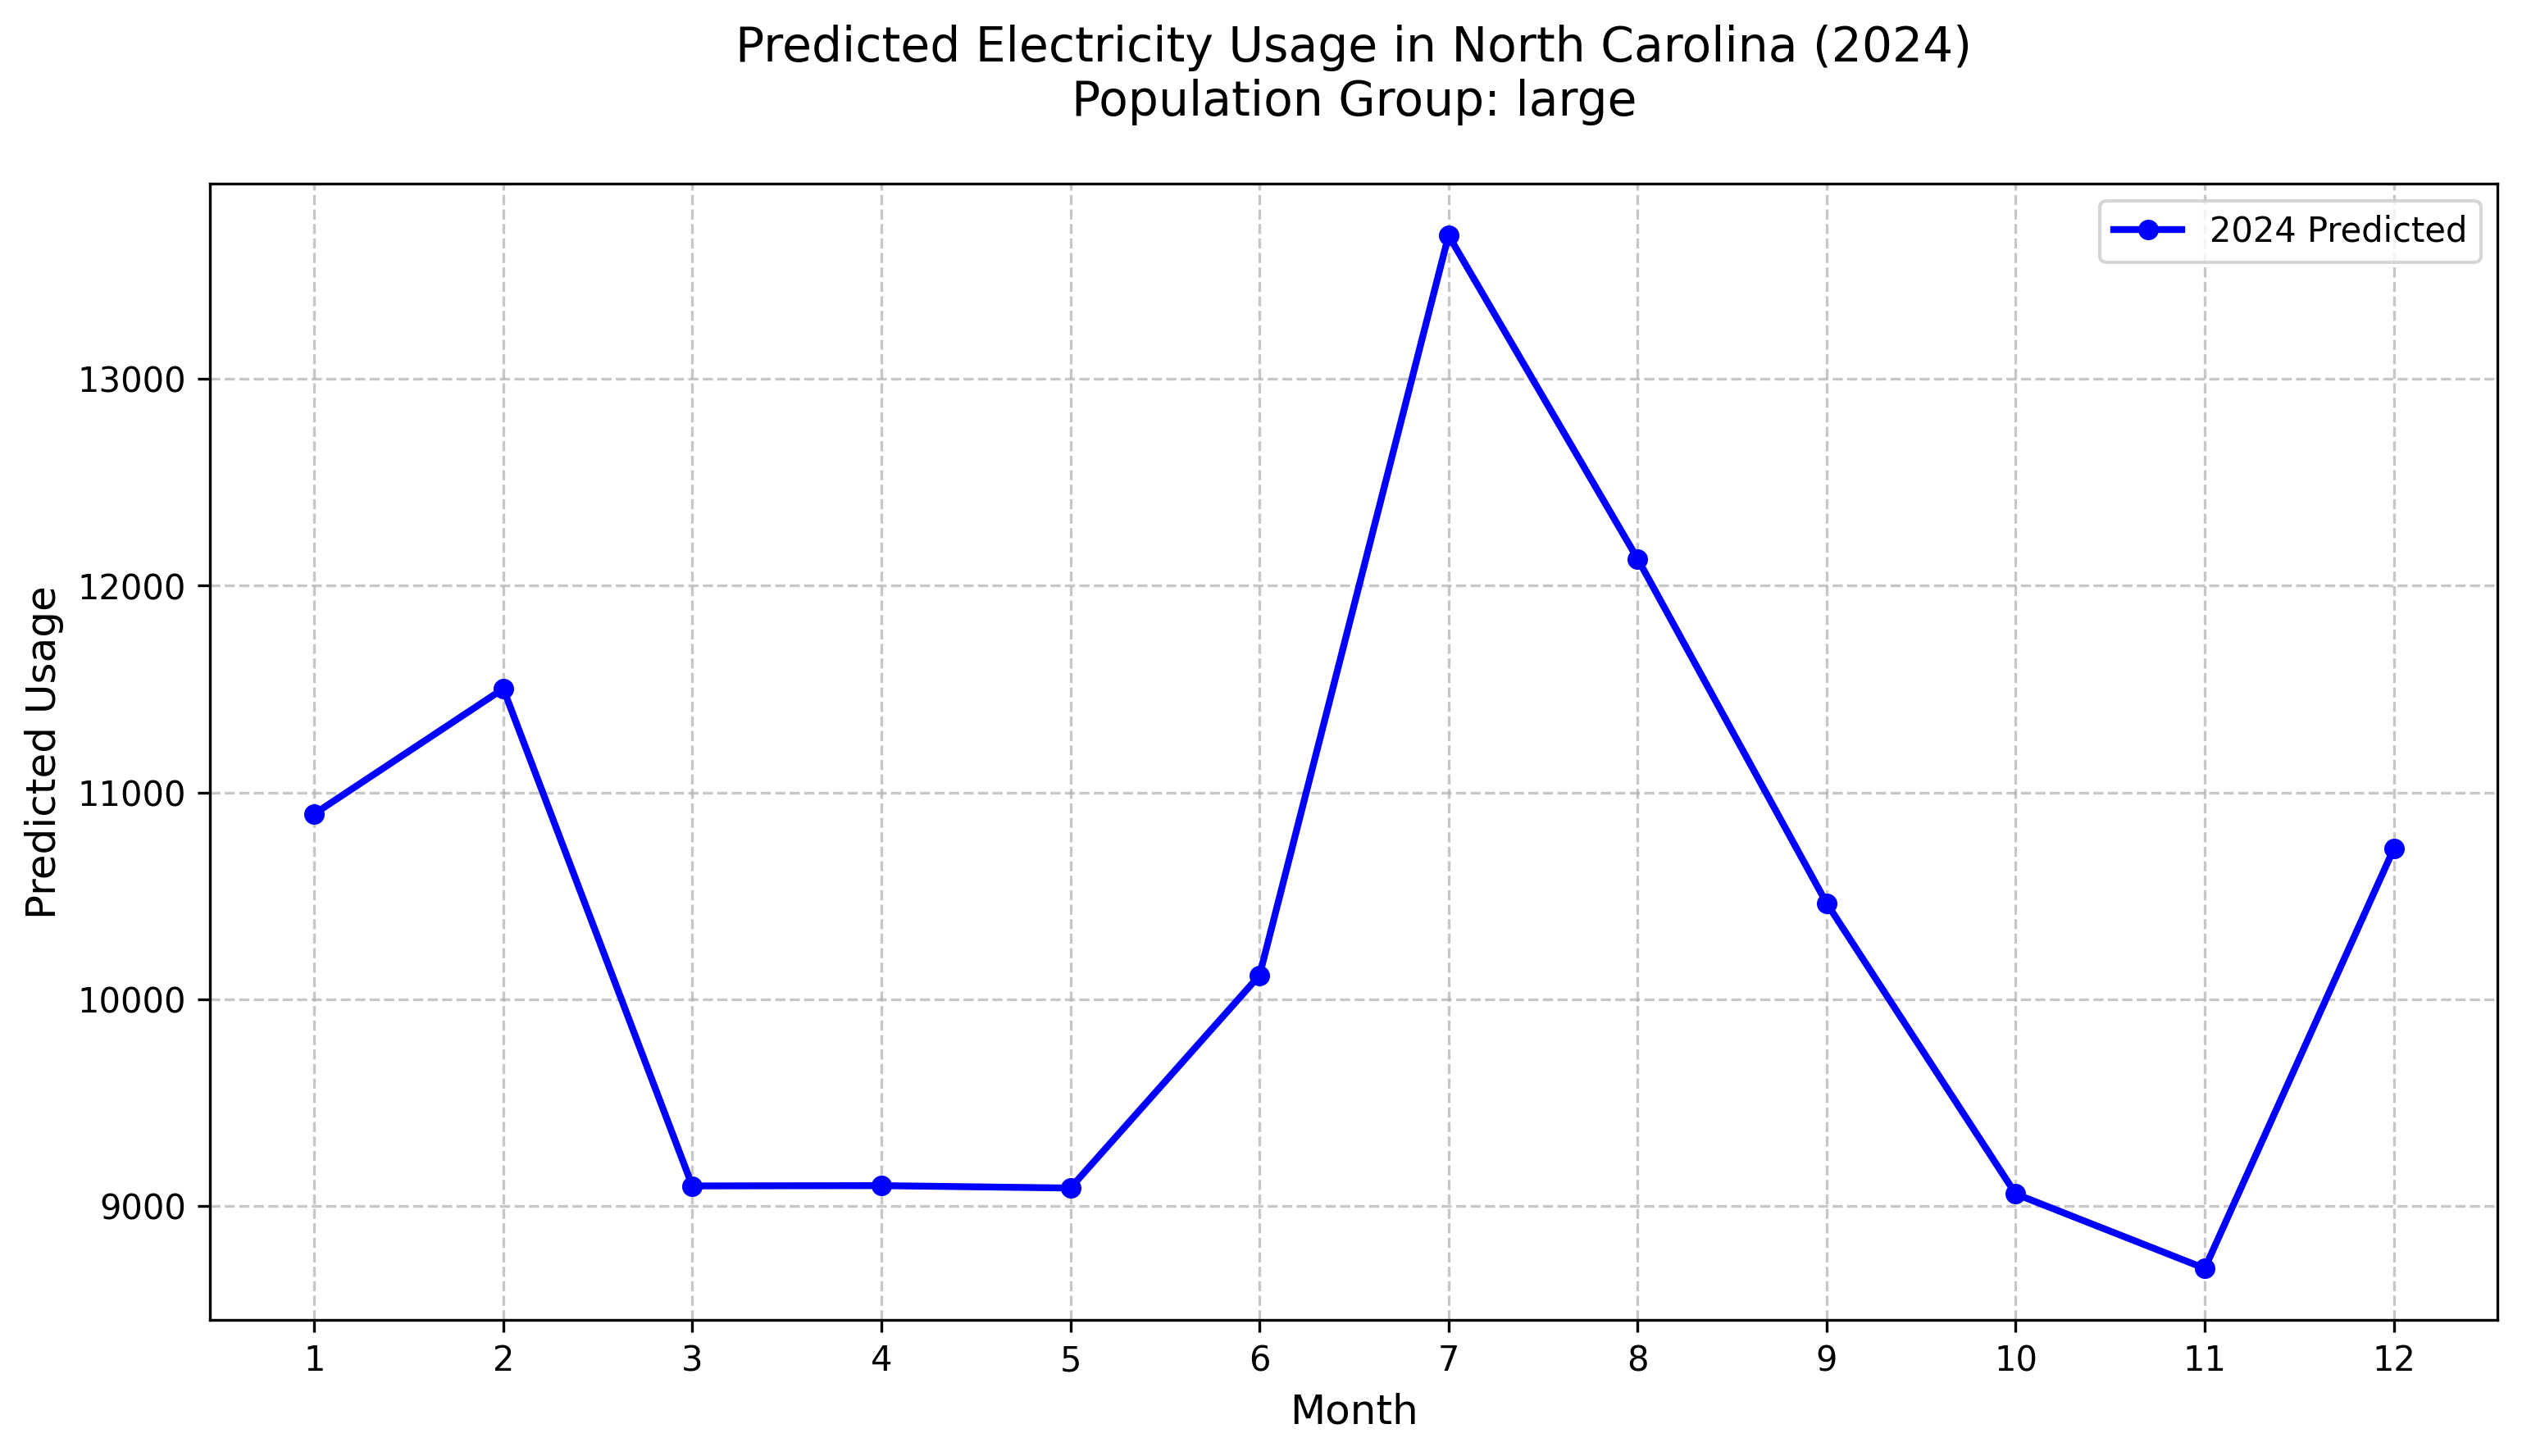 Predicted Electricity Usage in North Carolina (2024)
Population Group: large
2024 Predicted
Predicted Usage
13000
12000
11000
10000
9000
1 2 3 4 5 6 7 8 9 10 11 12
Month